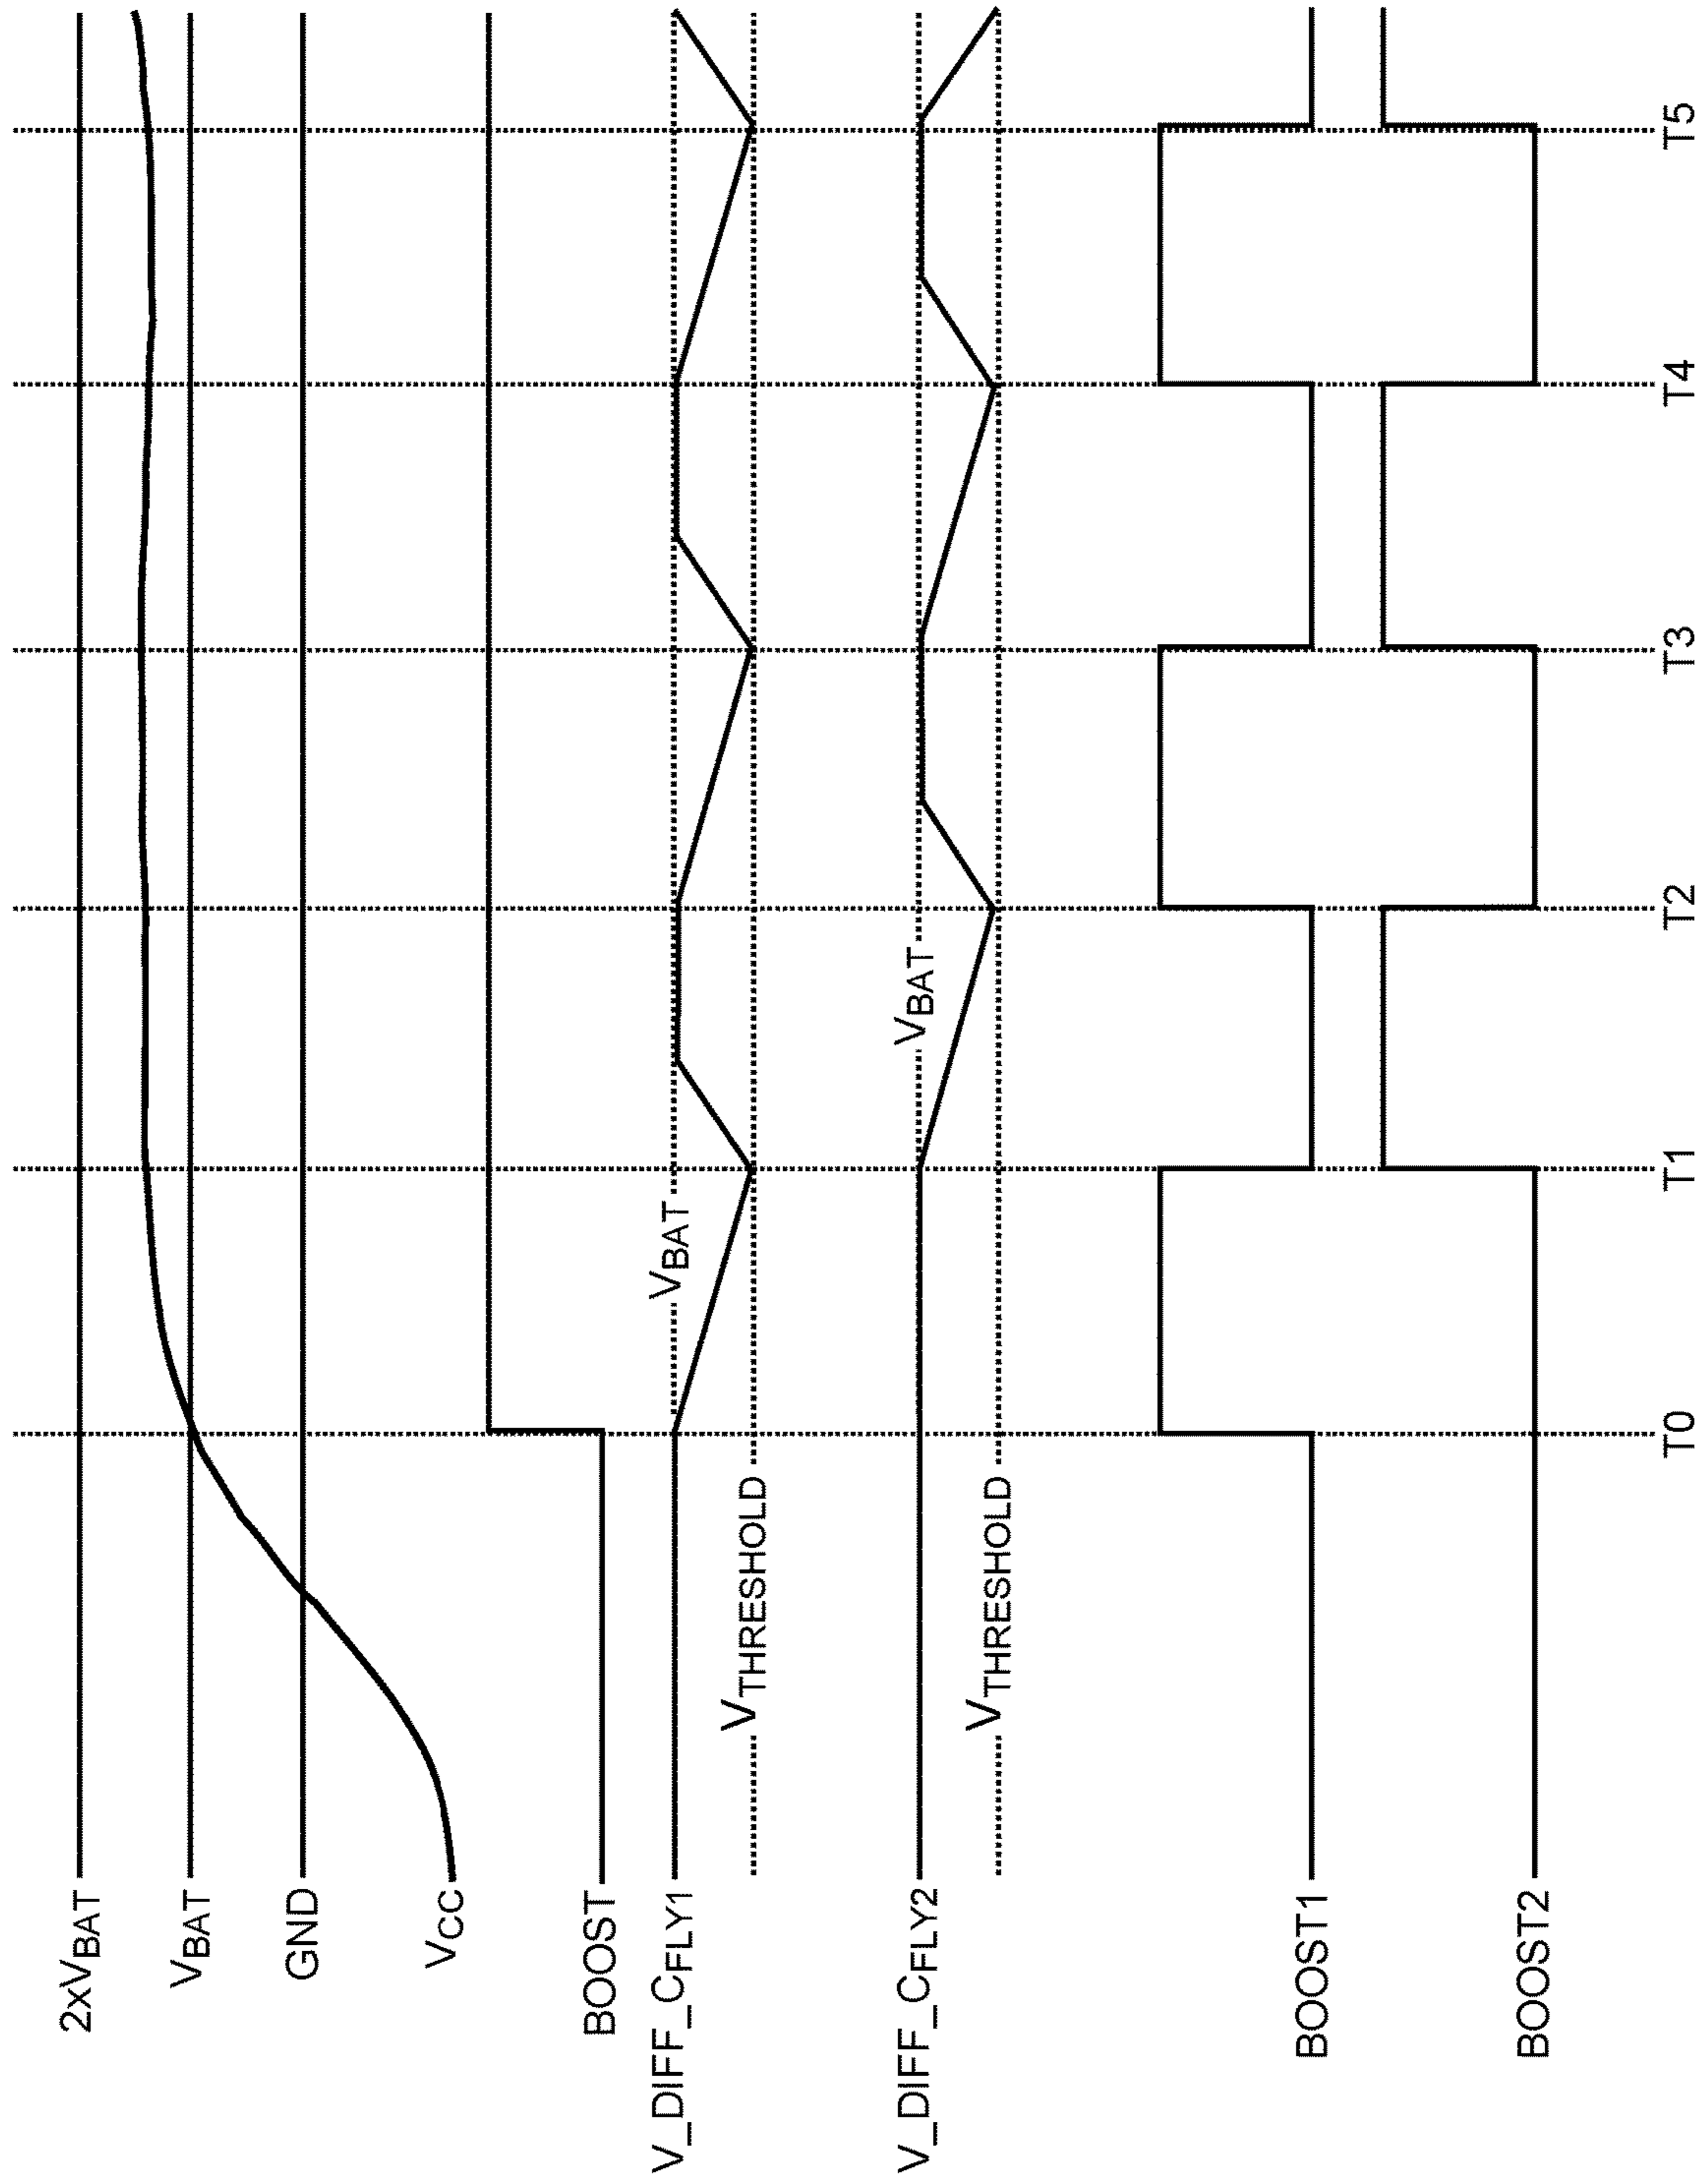 2xVBAT
VBAT
GND
VCC
BOOST
V_DIFF_CFLY1
VBAT
VTHRESHOLD
V_DIFF_CFLY2
VBAT
VTHRESHOLD
BOOST1
BOOST2
T0 T1 T2 T3 T4 T5